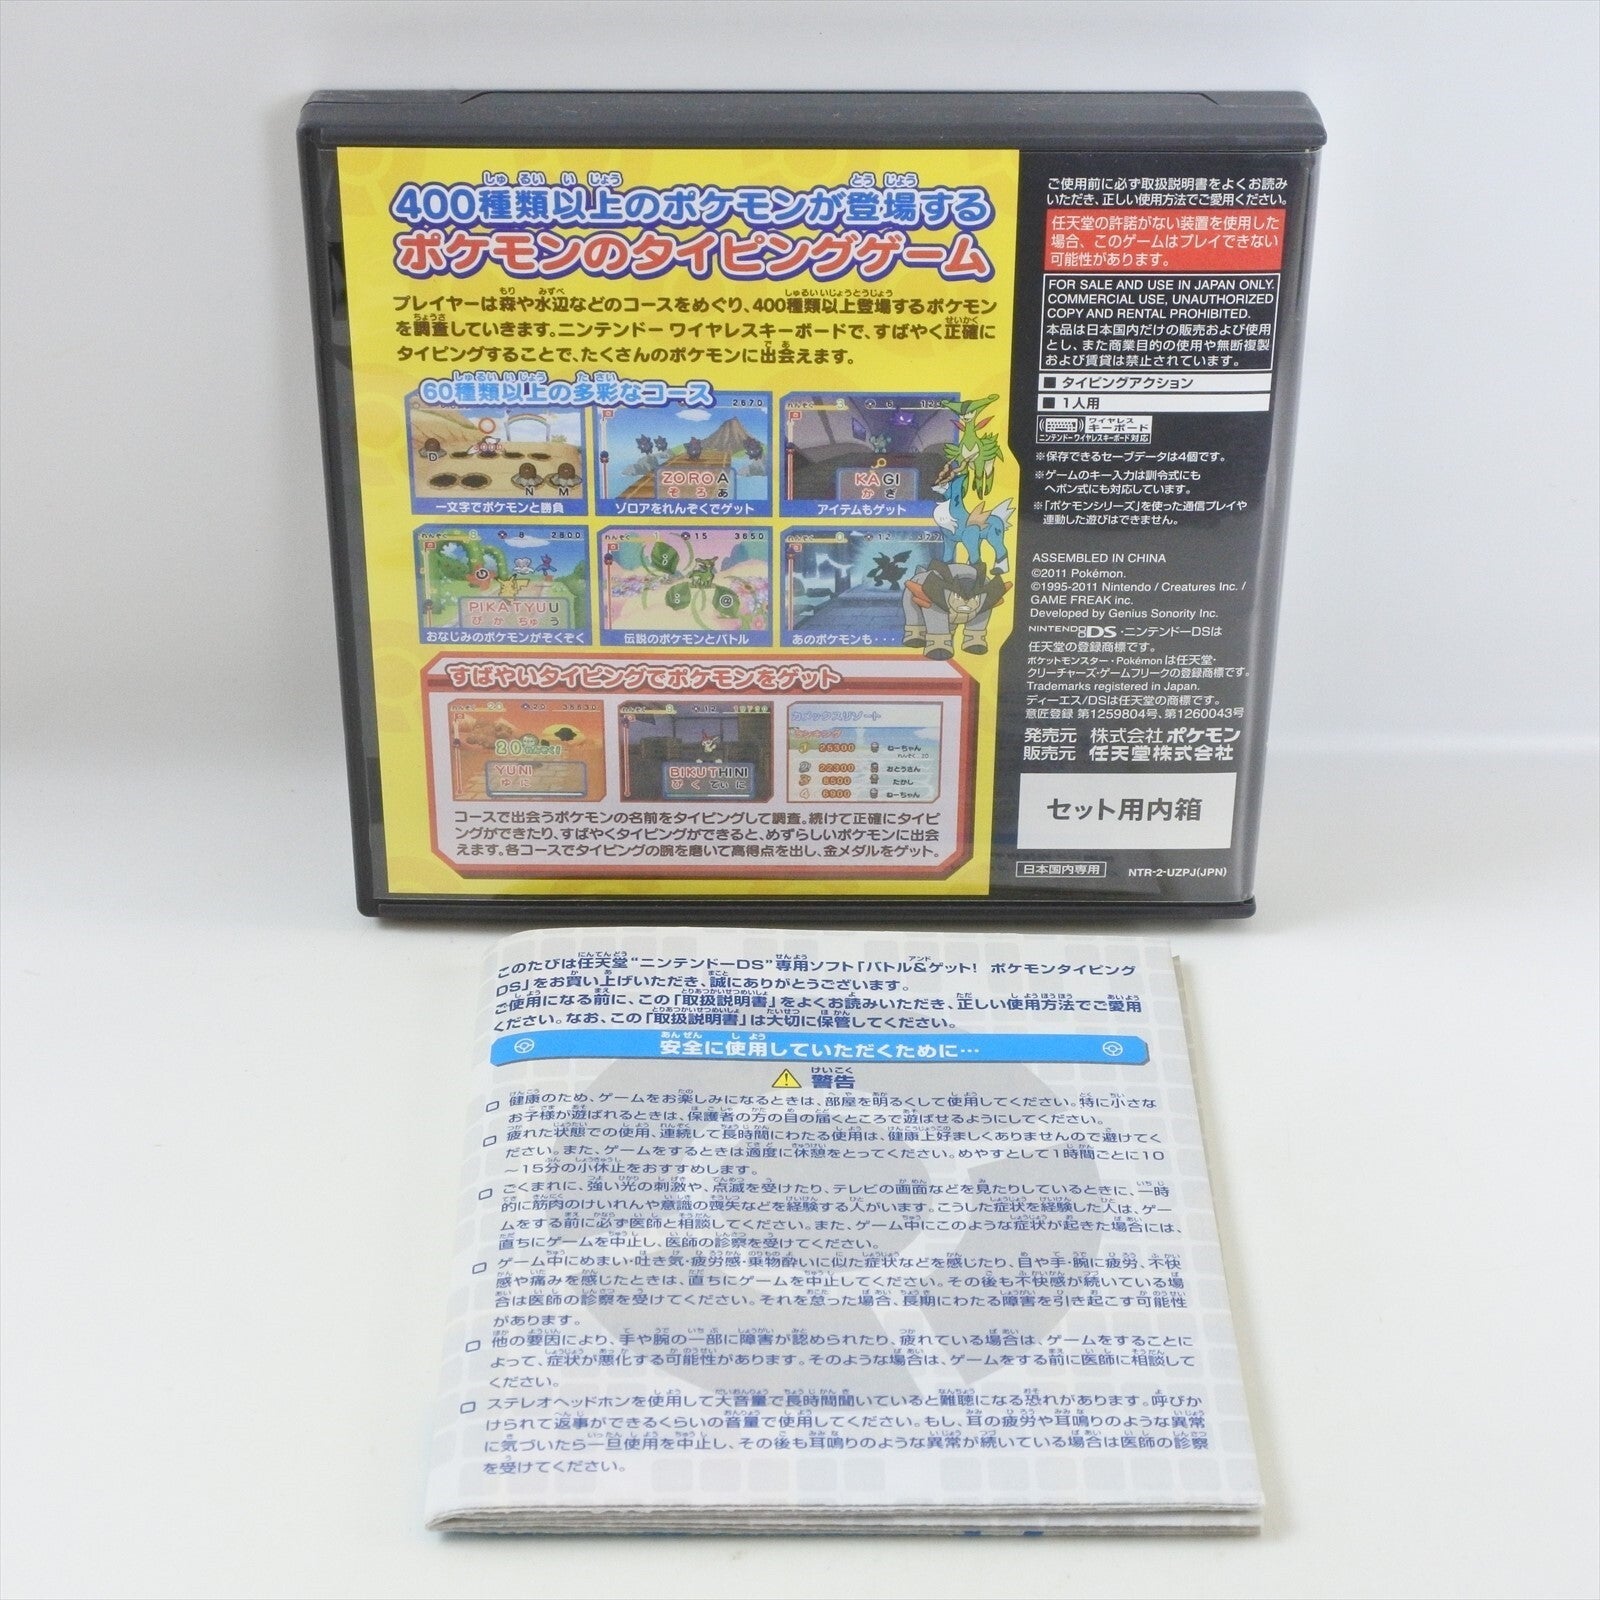 400種類以上のポケモンが登場する
しゅ るい い じょう とう じょう
ポケモンのタイピングゲーム
プレイヤーは森や水辺などのコースをめぐり、400種類以上登場するポケモン
を調査していきます。ニンテンドー ワイヤレスキーボードで、すばやく正確に
タイピングすることで、たくさんのポケモンに出会えます。
60種類以上の多彩なコース
D
N M
一文字でポケモンと勝負
2670
ZOROA
そろあ
ゾロアをれんぞくでゲット
KAGI
かぎ
アイテムもゲット
8 2800
PIKATYUU
ぴかちゅう
おなじみのポケモンがぞくぞく
1 15 3650
伝説のポケモンとバトル
12
あのポケモンも・・・
すばやいタイピングでポケモンをゲット
YUNI
ゆに
BIKUTHINI
びくてぃに
カメックスリゾート
ランキング
1 25300 ねーちゃん
2 22300 おとうさん
3 8500 たかし
4 6900 ねーちゃん
コースで出会うポケモンの名前をタイピングして調査。続けて正確にタイピ
ングができたり、すばやくタイピングができると、めずらしいポケモンに出会
えます。各コースでタイピングの腕を磨いて高得点を出し、金メダルをゲット。
ご使用前に必ず取扱説明書をよくお読み
いただき、正しい使用方法でご愛用ください。
任天堂の許諾がない装置を使用した
場合、このゲームはプレイできない
可能性があります。
FOR SALE AND USE IN JAPAN ONLY.
COMMERCIAL USE, UNAUTHORIZED
COPY AND RENTAL PROHIBITED.
本品は日本国内だけの販売および使用
とし、また商業目的の使用や無断複製
および賃貸は禁止されています。
■ タイピングアクション
■ 1人用
ワイヤレス
キーボード
ニンテンドー ワイヤレスキーボード対応
※保存できるセーブデータは4個です。
※ゲームのキー入力は訓令式にも
ヘボン式にも対応しています。
※「ポケモンシリーズ」を使った通信プレイや
連動した遊びはできません。
ASSEMBLED IN CHINA
©2011 Pokémon.
©1995-2011 Nintendo / Creatures Inc. /
GAME FREAK inc.
Developed by Genius Sonority Inc.
NINTENDO DS・ニンテンドーDSは
任天堂の登録商標です。
ポケットモンスター・Pokémonは任天堂・
クリーチャーズ・ゲームフリークの登録商標です。
Trademarks registered in Japan.
ディーエス/DSは任天堂の商標です。
意匠登録 第1259804号、第1260043号
発売元 株式会社ポケモン
販売元 任天堂株式会社
セット用内箱
日本国内専用 NTR-2-UZPJ(JPN)
このたびは任天堂“ニンテンドーDS”専用ソフト「バトル&ゲット! ポケモンタイピング
DS」をお買い上げいただき、誠にありがとうございます。
ご使用になる前に、この「取扱説明書」をよくお読みいただき、正しい使用方法でご愛用
ください。なお、この「取扱説明書」は大切に保管してください。
安全に使用していただくために…
警告
□ 健康のため、ゲームをお楽しみになるときは、部屋を明るくして使用してください。特に小さな
お子様が遊ばれるときは、保護者の方の目の届くところで遊ばせるようにしてください。
□ 疲れた状態での使用、連続して長時間にわたる使用は、健康上好ましくありませんので避けてく
ださい。また、ゲームをするときは適度に休憩をとってください。めやすとして1時間ごとに10
～15分の小休止をおすすめします。
□ ごくまれに、強い光の刺激や、点滅を受けたり、テレビの画面などを見たりしているときに、一時
的に筋肉のけいれんや意識の喪失などを経験する人がいます。こうした症状を経験した人は、ゲー
ムをする前に必ず医師と相談してください。また、ゲーム中にこのような症状が起きた場合には、
直ちにゲームを中止し、医師の診察を受けてください。
□ ゲーム中にめまい・吐き気・疲労感・乗物酔いに似た症状などを感じたり、目や手・腕に疲労、不快
感や痛みを感じたときは、直ちにゲームを中止してください。その後も不快感が続いている場
合は医師の診察を受けてください。それを怠った場合、長期にわたる障害を引き起こす可能性
があります。
□ 他の要因により、手や腕の一部に障害が認められたり、疲れている場合は、ゲームをすることに
よって、症状が悪化する可能性があります。そのような場合は、ゲームをする前に医師に相談して
ください。
□ ステレオヘッドホンを使用して大音量で長時間聞いていると難聴になる恐れがあります。呼びか
けられて返事ができるくらいの音量で使用してください。もし、耳の疲労や耳鳴りのような異常
に気づいたら一旦使用を中止し、その後も耳鳴りのような異常が続いている場合は医師の診察
を受けてください。